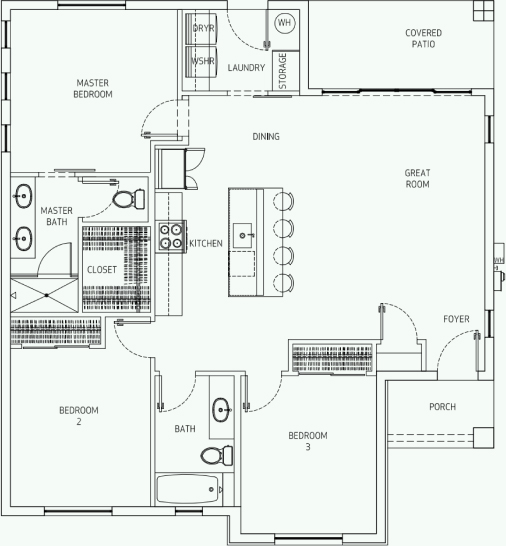 DRYR
WH
COVERED
PATIO
WSHR
LAUNDRY
STORAGE
MASTER
BEDROOM
DINING
GREAT
ROOM
MASTER
BATH
KITCHEN
CLOSET
WH
FOYER
BEDROOM
2
BATH
BEDROOM
3
PORCH